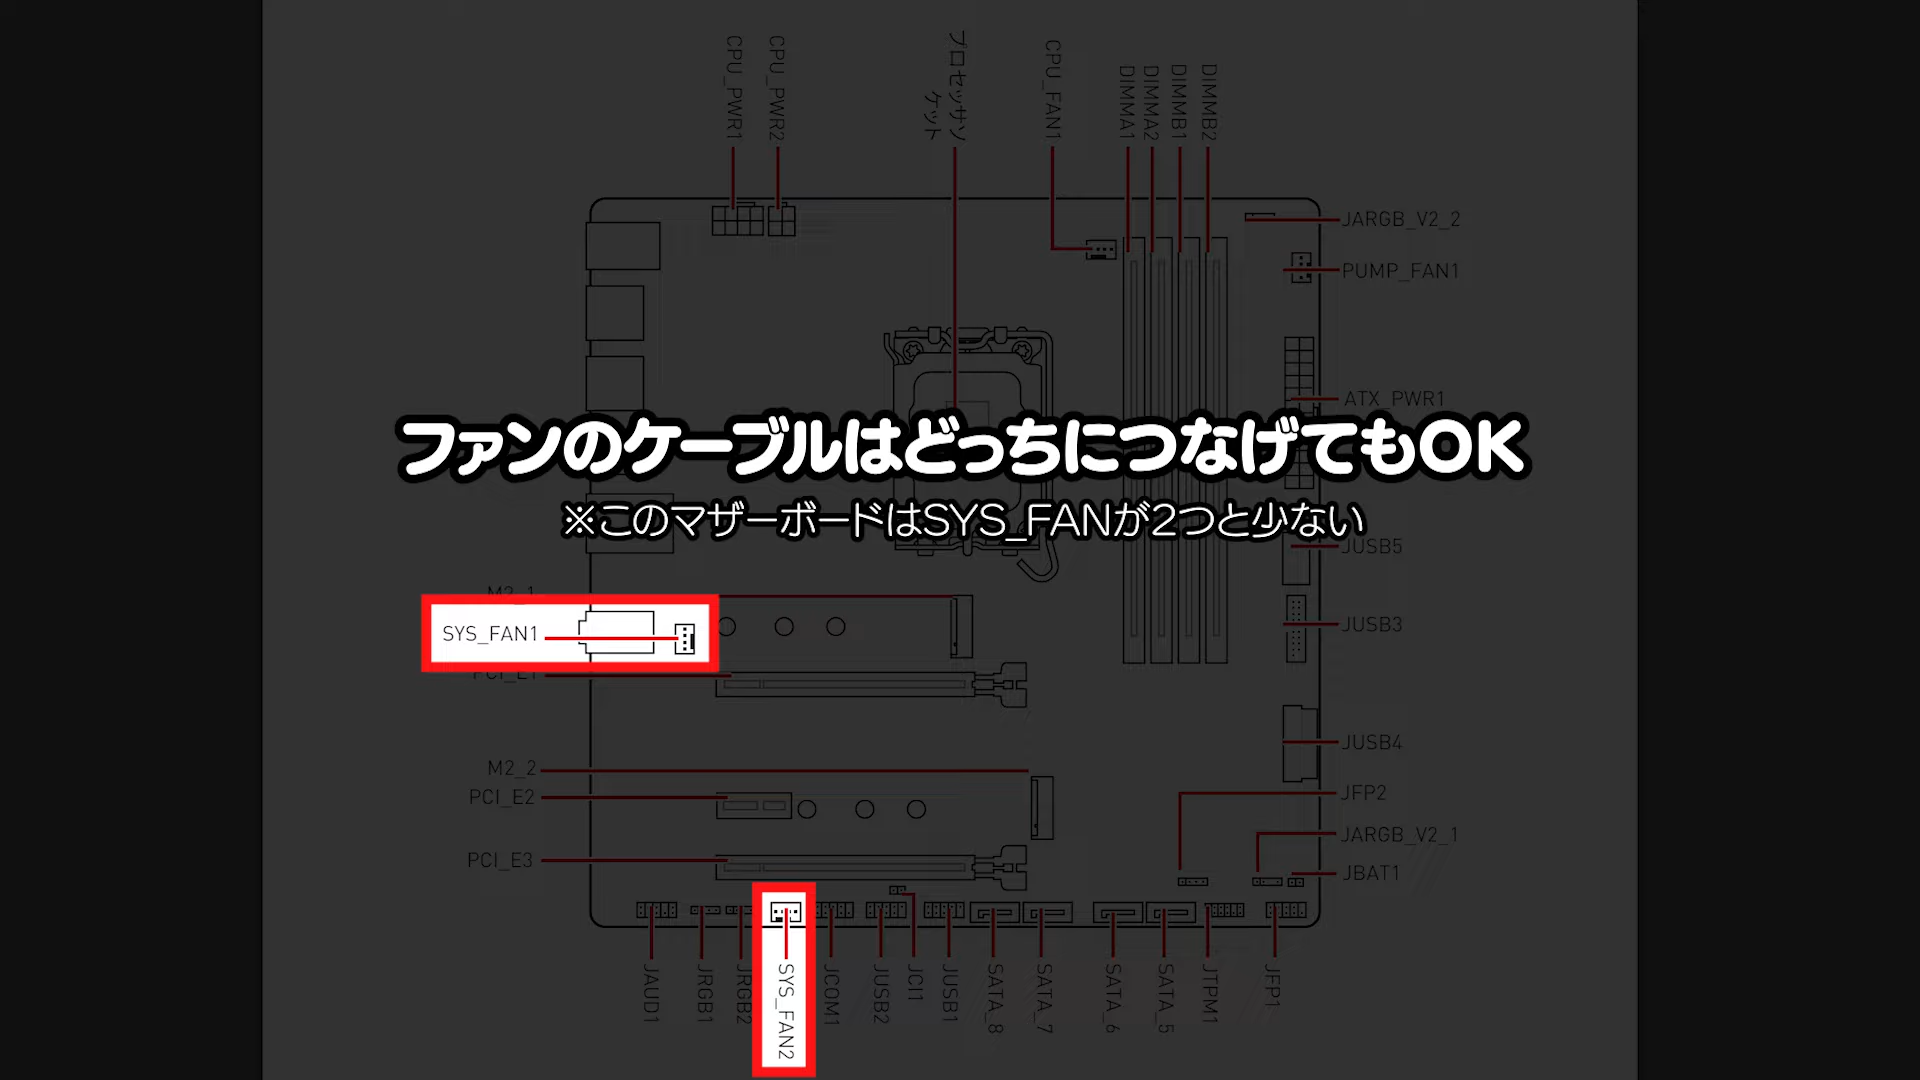 CPU_PWR1
CPU_PWR2
プロセッサソ
ケット
CPU_FAN1
DIMMA1
DIMMA2
DIMMB1
DIMMB2
JARGB_V2_2
PUMP_FAN1
ATX_PWR1
ファンのケーブルはどっちにつなげてもOK
※このマザーボードはSYS_FANが2つと少ない
JUSB5
M2_1
SYS_FAN1
JUSB3
PCI_E1
JUSB4
M2_2
PCI_E2
JFP2
JARGB_V2_1
PCI_E3
JBAT1
JAUD1
JRGB1
JRGB2
SYS_FAN2
JCOM1
JUSB2
JCI1
JUSB1
SATA_8
SATA_7
SATA_6
SATA_5
JTPM1
JFP1